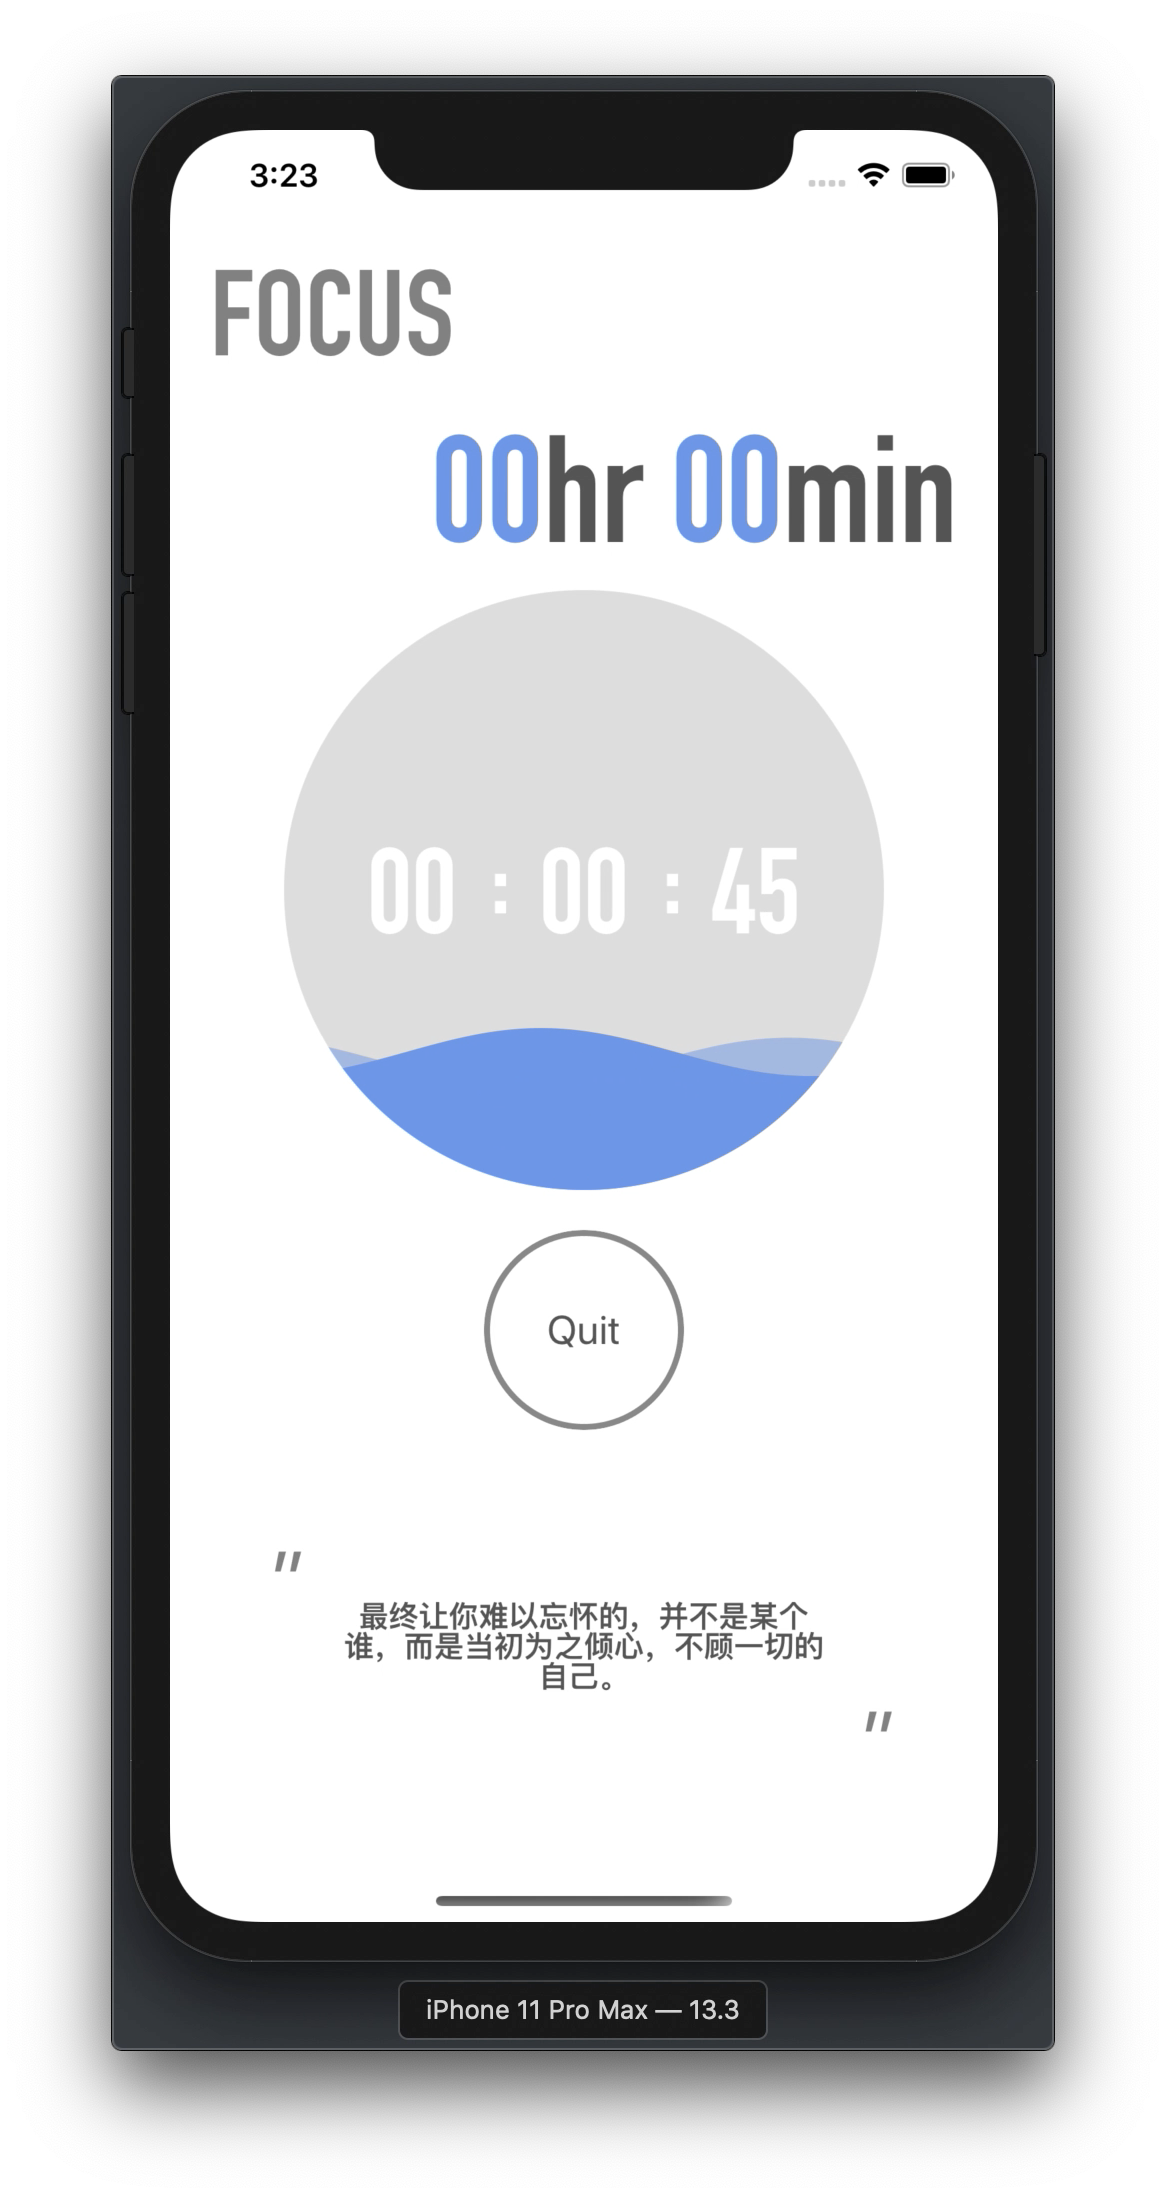 3:23
FOCUS
00hr 00min
00 : 00 : 45
Quit
"
最终让你难以忘怀的，并不是某个
谁，而是当初为之倾心，不顾一切的
自己。
"
iPhone 11 Pro Max — 13.3